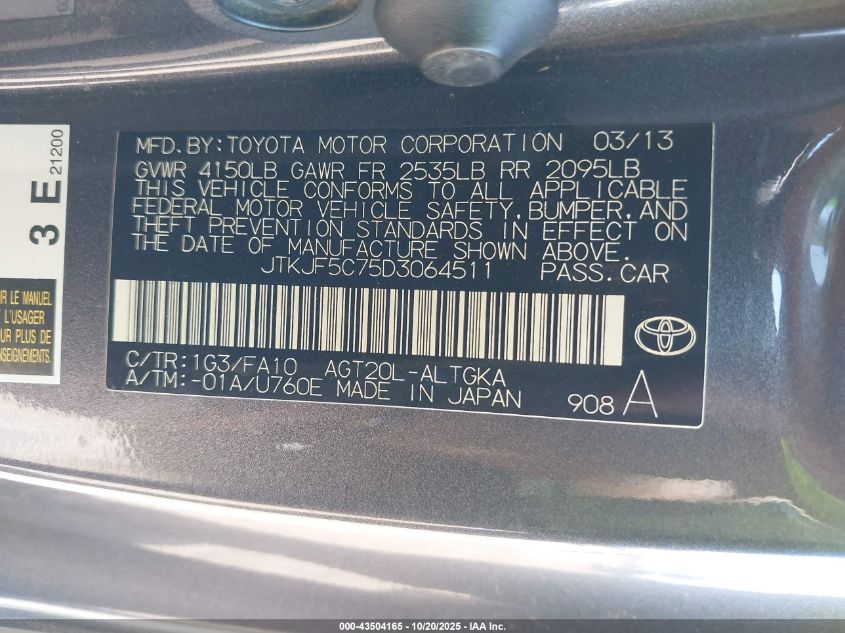 MFD.BY:TOYOTA MOTOR CORPORATION 03/13
GVWR 4150LB GAWR FR 2535LB RR 2095LB
THIS VEHICLE CONFORMS TO ALL APPLICABLE
FEDERAL MOTOR VEHICLE SAFETY,BUMPER,AND
THEFT PREVENTION STANDARDS IN EFFECT ON
THE DATE OF MANUFACTURE SHOWN ABOVE.
JTKJF5C75D3064511 PASS.CAR
C/TR:1G3/FA10 AGT20L-ALTGKA
A/TM:-01A/U760E MADE IN JAPAN
908 A
3 E
21200
LE MANUEL
L'USAGER
PLUS DE
RENSEIGNEMENTS.
000-43504165 - 10/20/2025 - IAA Inc.